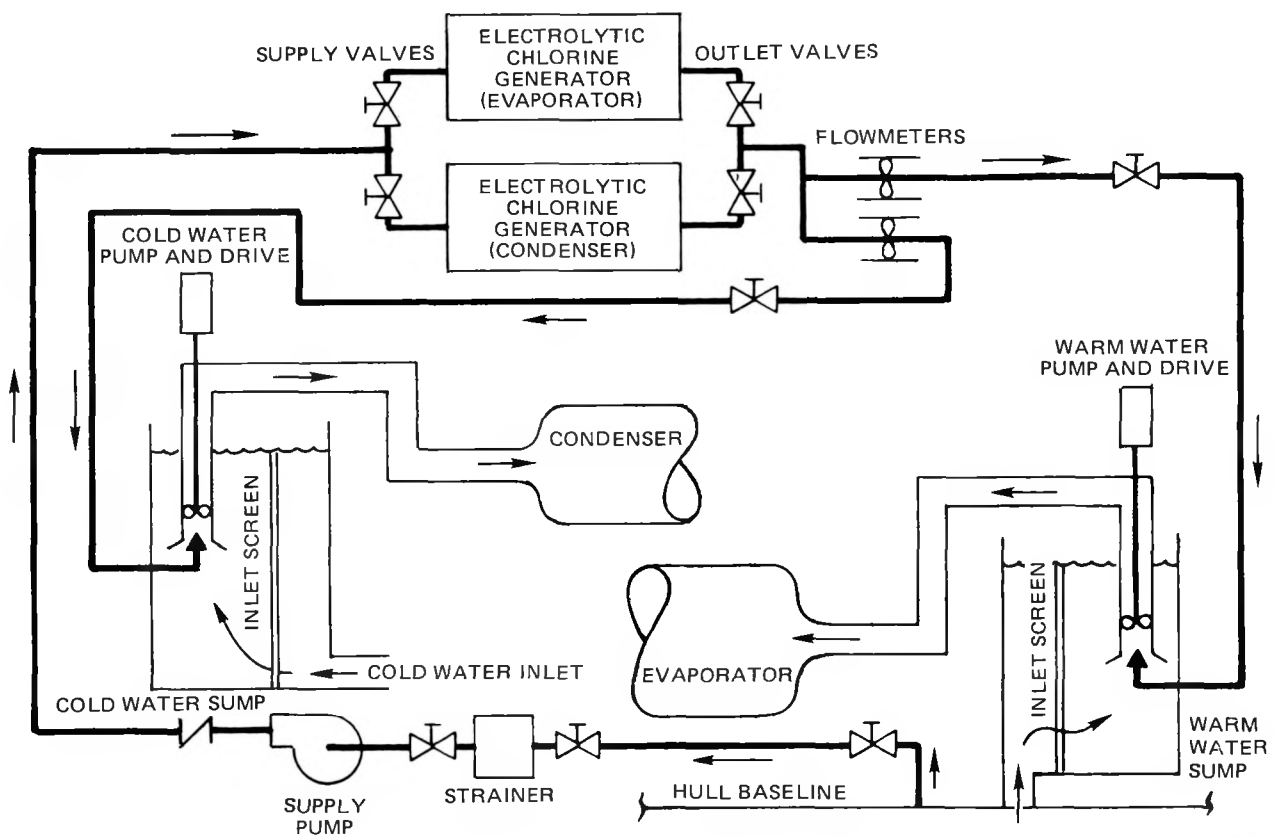 SUPPLY VALVES
ELECTROLYTIC
CHLORINE
GENERATOR
(EVAPORATOR)
OUTLET VALVES
FLOWMETERS
ELECTROLYTIC
CHLORINE
GENERATOR
(CONDENSER)
COLD WATER
PUMP AND DRIVE
WARM WATER
PUMP AND DRIVE
CONDENSER
INLET SCREEN
COLD WATER INLET
EVAPORATOR
INLET SCREEN
COLD WATER SUMP
WARM
WATER
SUMP
SUPPLY
PUMP
STRAINER
HULL BASELINE